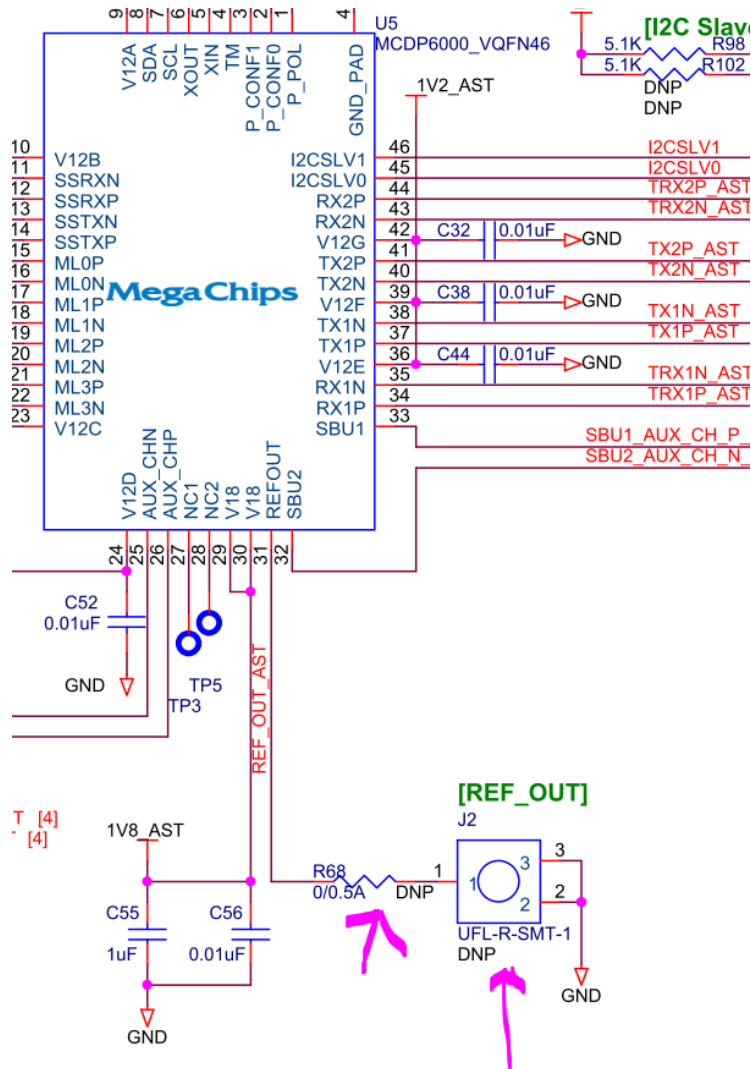 9 8 7 6 5 4 3 2 1 4
U5
MCDP6000_VQFN46
V12A
SDA
SCL
XOUT
XIN
TM
P_CONF1
P_CONF0
P_POL
GND_PAD
[I2C Slave
5.1K R98
5.1K R102
DNP
DNP
1V2_AST
10 V12B
11 SSRXN
12 SSRXP
13 SSTXN
14 SSTXP
15 ML0P
16 ML0N
17 ML1P
18 ML1N
19 ML2P
20 ML2N
21 ML3P
22 ML3N
23 V12C
MegaChips
I2CSLV1 46 I2CSLV1
I2CSLV0 45 I2CSLV0
RX2P 44 TRX2P_AST
RX2N 43 TRX2N_AST
V12G 42 C32 0.01uF GND
TX2P 41 TX2P_AST
TX2N 40 TX2N_AST
V12F 39 C38 0.01uF GND
TX1N 38 TX1N_AST
TX1P 37 TX1P_AST
V12E 36 C44 0.01uF GND
RX1N 35 TRX1N_AST
RX1P 34 TRX1P_AST
SBU1 33
SBU1_AUX_CH_P_
SBU2_AUX_CH_N_
V12D
AUX_CHN
AUX_CHP
NC1
NC2
V18
V18
REFOUT
SBU2
24 25 26 27 28 29 30 31 32
C52
0.01uF
GND
TP5
TP3
REF_OUT_AST
T [4]
[4]
1V8_AST
C55
1uF
C56
0.01uF
GND
R68
0/0.5A
DNP
[REF_OUT]
J2
1
1
3 3
2 2
UFL-R-SMT-1
DNP
GND